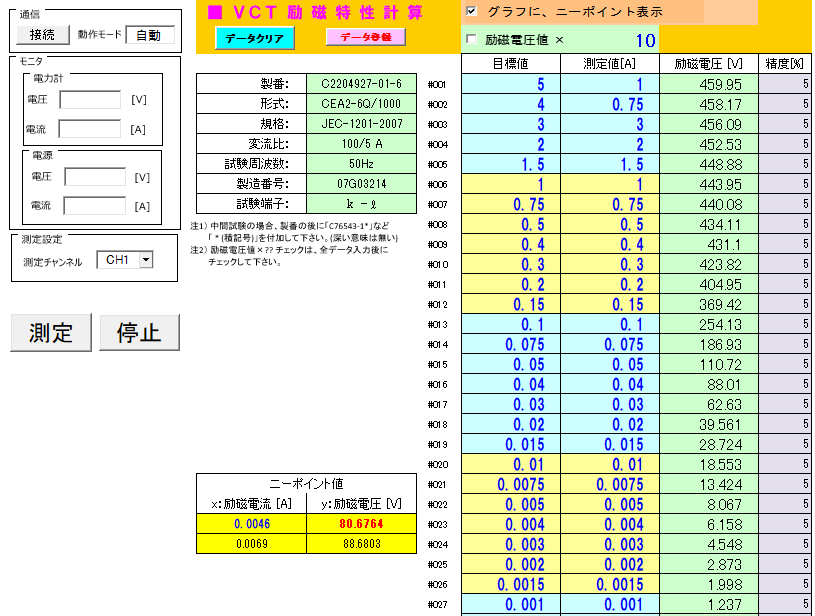 通信
接続 動作モード 自動
モニタ
電力計
電圧 [V]
電流 [A]
電源
電圧 [V]
電流 [A]
測定設定
測定チャンネル CH1
測定 停止
■ VCT 励磁特性計算
データクリア データ登録
製番: C2204927-01-6
形式: CEA2-6Q/1000
規格: JEC-1201-2007
変流比: 100/5 A
試験周波数: 50Hz
製造番号: 07G03214
試験端子: k - ℓ
注1） 中間試験の場合、製番の後に「C76543-1*」など
「 * (積記号)」を付加して下さい。(深い意味は無い)
注2） 励磁電圧値×?? チェックは、全データ入力後に
チェックして下さい。
ニーポイント値
x:励磁電流 [A] y:励磁電圧 [V]
0.0046 80.6764
0.0069 88.6803
グラフに、ニーポイント表示
励磁電圧値 × 10
目標値 測定値[A] 励磁電圧 [V] 精度[%]
#001 5 1 459.95 5
#002 4 0.75 458.17 5
#003 3 3 456.09 5
#004 2 2 452.53 5
#005 1.5 1.5 448.88 5
#006 1 1 443.95 5
#007 0.75 0.75 440.08 5
#008 0.5 0.5 434.11 5
#009 0.4 0.4 431.1 5
#010 0.3 0.3 423.82 5
#011 0.2 0.2 404.95 5
#012 0.15 0.15 369.42 5
#013 0.1 0.1 254.13 5
#014 0.075 0.075 186.93 5
#015 0.05 0.05 110.72 5
#016 0.04 0.04 88.01 5
#017 0.03 0.03 62.63 5
#018 0.02 0.02 39.561 5
#019 0.015 0.015 28.724 5
#020 0.01 0.01 18.553 5
#021 0.0075 0.0075 13.424 5
#022 0.005 0.005 8.067 5
#023 0.004 0.004 6.158 5
#024 0.003 0.003 4.548 5
#025 0.002 0.002 2.873 5
#026 0.0015 0.0015 1.998 5
#027 0.001 0.001 1.237 5